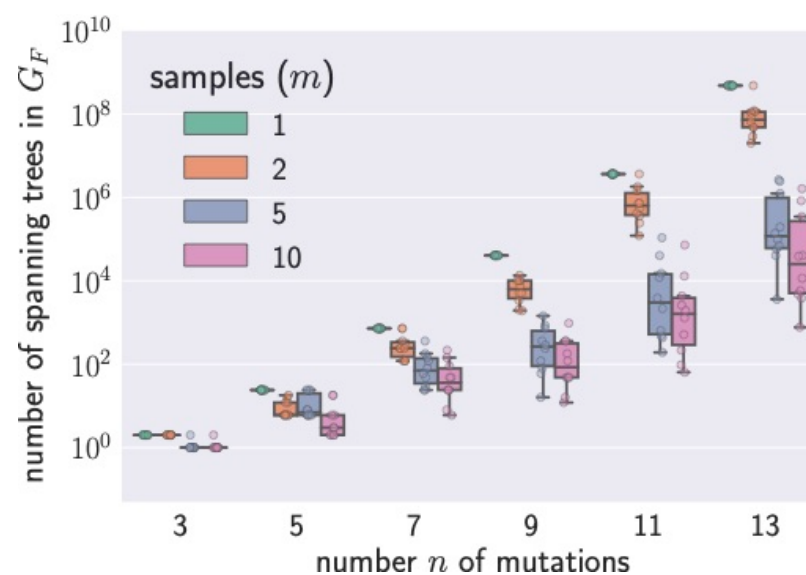 number of spanning trees in G_F
10^10
10^8
10^6
10^4
10^2
10^0
samples (m)
1
2
5
10
3 5 7 9 11 13
number n of mutations